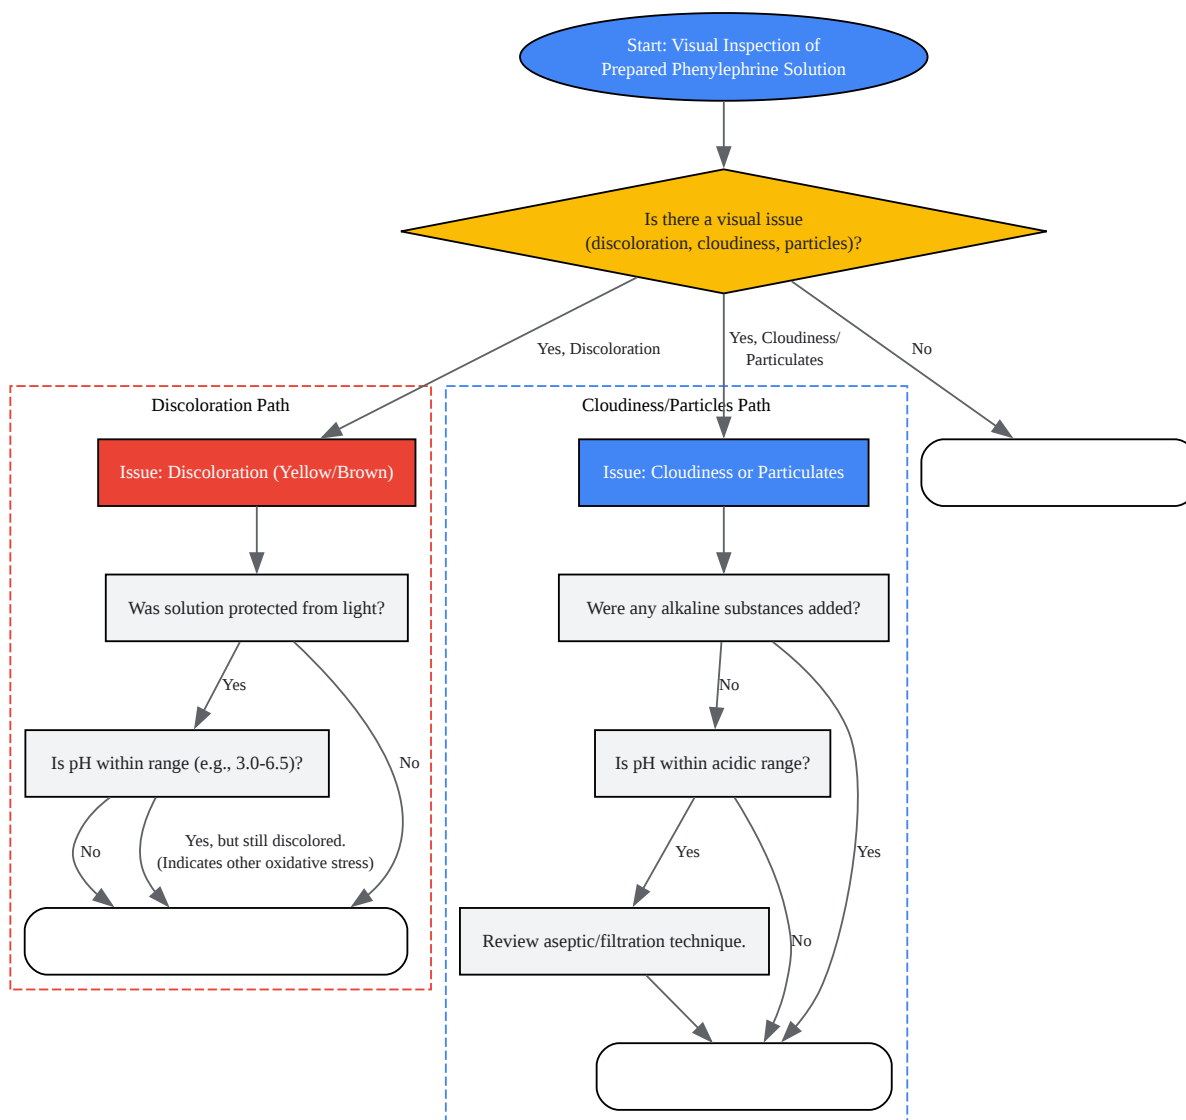 Start: Visual Inspection of
Prepared Phenylephrine Solution
Is there a visual issue
(discoloration, cloudiness, particles)?
Yes, Discoloration
Yes, Cloudiness/
Particulates
No
Discoloration Path
Cloudiness/Particles Path
Issue: Discoloration (Yellow/Brown)
Issue: Cloudiness or Particulates
Was solution protected from light?
Were any alkaline substances added?
Yes
No
Is pH within range (e.g., 3.0-6.5)?
Is pH within acidic range?
No
No
Yes, but still discolored.
(Indicates other oxidative stress)
Yes
Yes
Review aseptic/filtration technique.
No